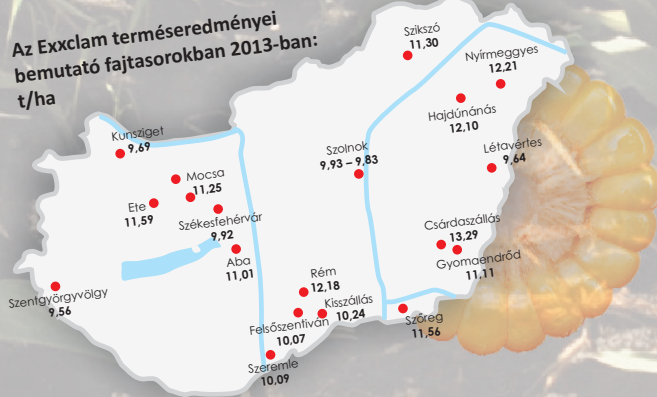 Az Exxclam terméseredményei
bemutató fajtasorokban 2013-ban:
t/ha
Szikszó
11,30
Nyírmeggyes
12,21
Hajdúnánás
12,10
Kunsziget
9,69
Szolnok
9,93 – 9,83
Létavértes
9,64
Mocsa
11,25
Ete
11,59
Székesfehérvár
9,92
Csárdaszállás
13,29
Gyomaendrőd
11,11
Aba
11,01
Rém
12,18
Szentgyörgyvölgy
9,56
Kisszállás
10,24
Felsőszentiván
10,07
Szőreg
11,56
Szeremle
10,09